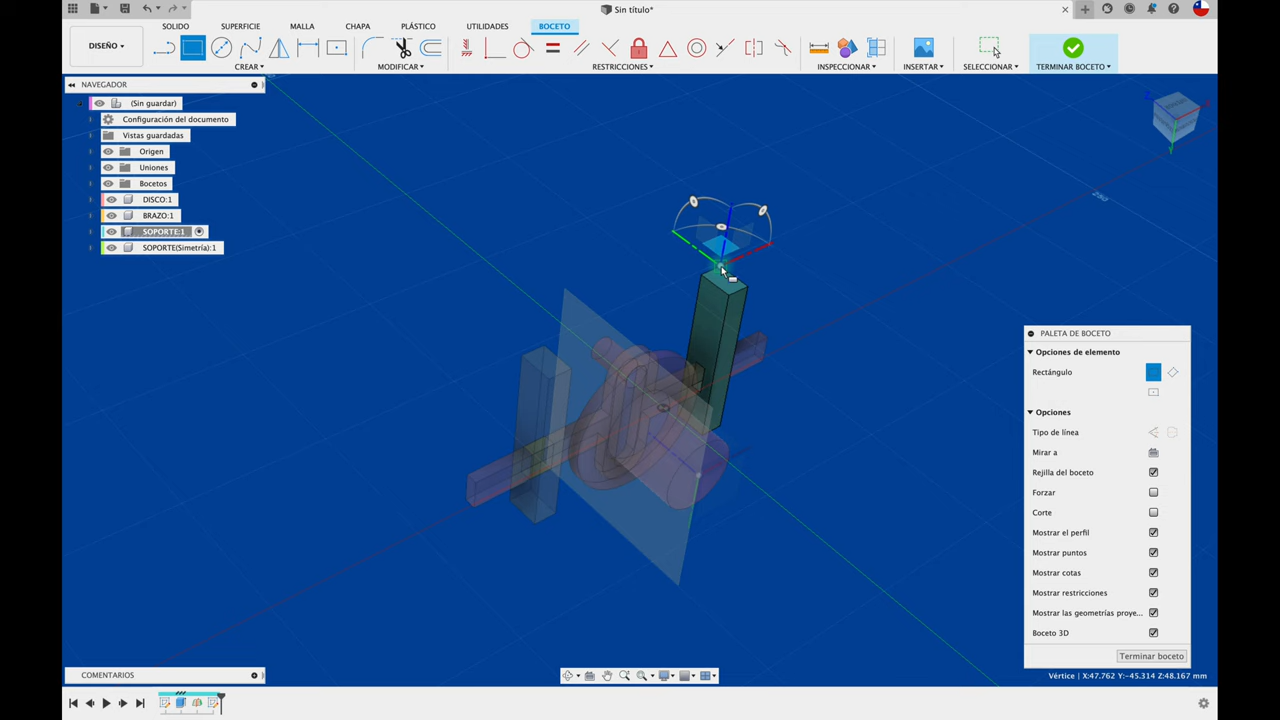 Sin título*
DISEÑO
SÓLIDO
SUPERFICIE
MALLA
CHAPA
PLÁSTICO
UTILIDADES
BOCETO
CREAR
MODIFICAR
RESTRICCIONES
INSPECCIONAR
INSERTAR
SELECCIONAR
TERMINAR BOCETO
NAVEGADOR
(Sin guardar)
Configuración del documento
Vistas guardadas
Origen
Uniones
Bocetos
DISCO:1
BRAZO:1
SOPORTE:1
SOPORTE(Simetría):1
250
PALETA DE BOCETO
Opciones de elemento
Rectángulo
Opciones
Tipo de línea
Mirar a
Rejilla del boceto
Forzar
Corte
Mostrar el perfil
Mostrar puntos
Mostrar cotas
Mostrar restricciones
Mostrar las geometrías proye...
Boceto 3D
Terminar boceto
COMENTARIOS
Vértice | X:47.762 Y:-45.314 Z:48.167 mm